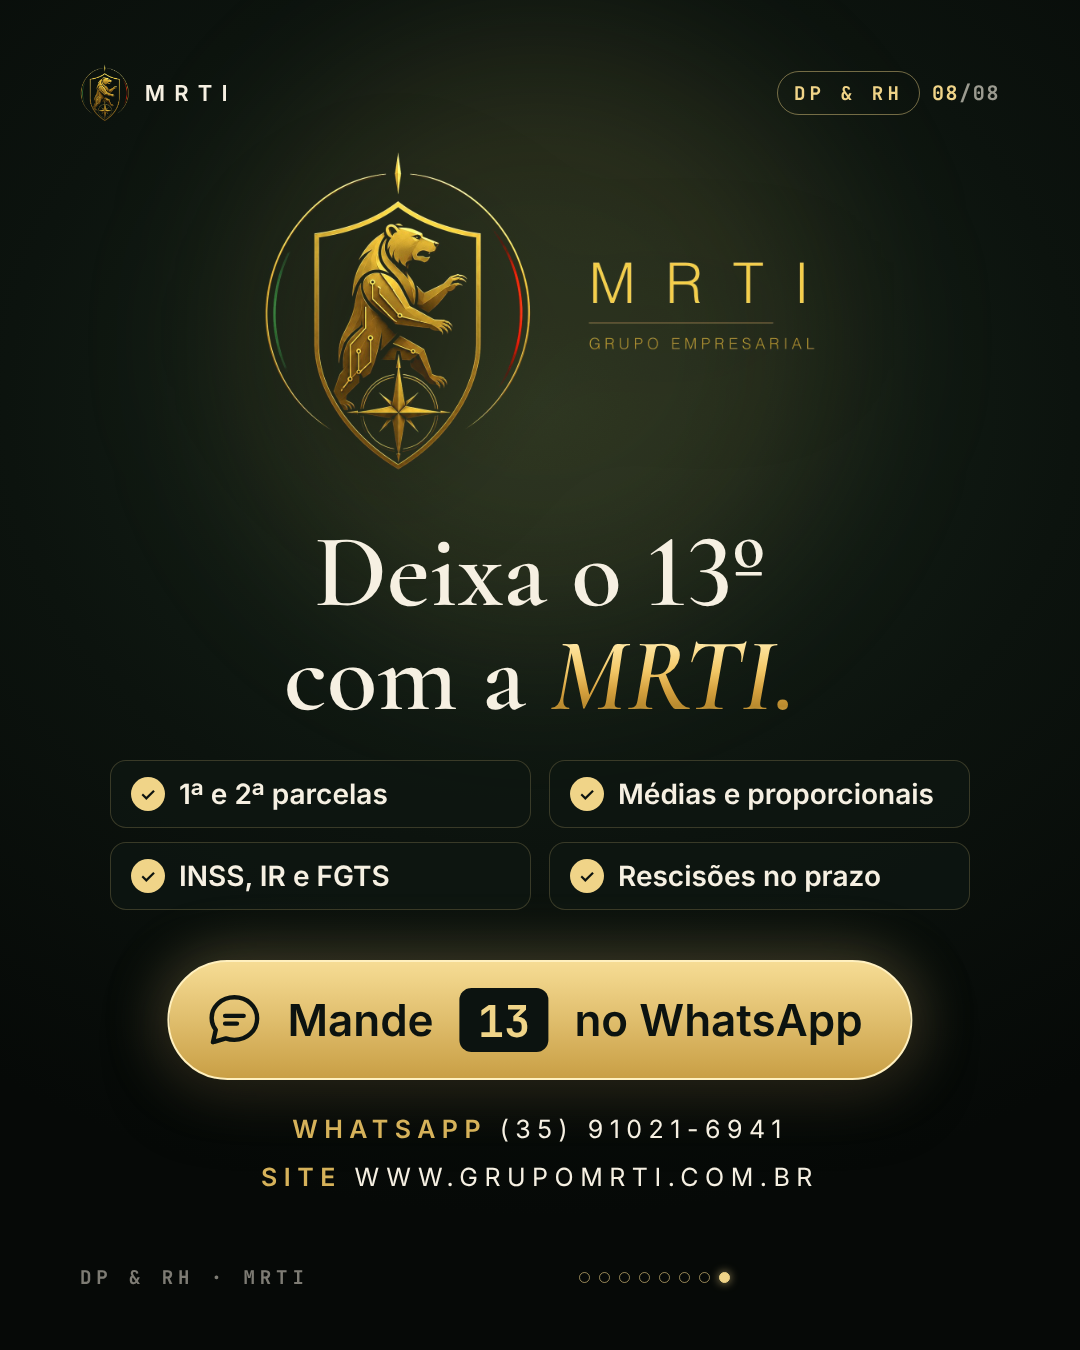 MRTI
DP & RH 08/08
MRTI
GRUPO EMPRESARIAL
Deixa o 13º
com a MRTI.
1ª e 2ª parcelas
Médias e proporcionais
INSS, IR e FGTS
Rescisões no prazo
Mande 13 no WhatsApp
WHATSAPP (35) 91021-6941
SITE WWW.GRUPOMRTI.COM.BR
DP & RH · MRTI